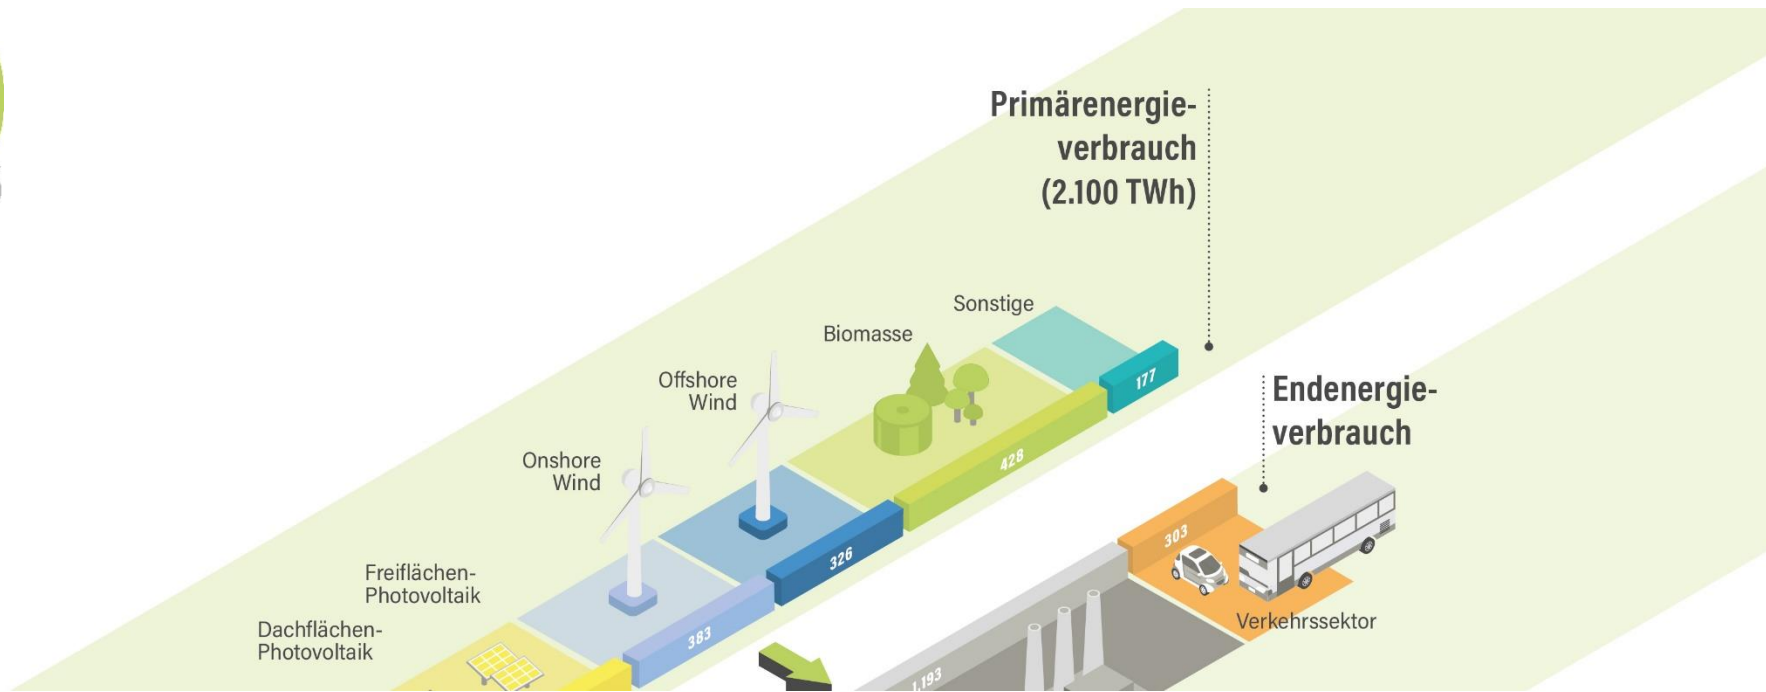 Primärenergie-
verbrauch
(2.100 TWh)
Sonstige
Biomasse
177
Offshore
Wind
Endenergie-
verbrauch
428
Onshore
Wind
303
326
Freiflächen-
Photovoltaik
Dachflächen-
Photovoltaik
383
Verkehrssektor
1.193